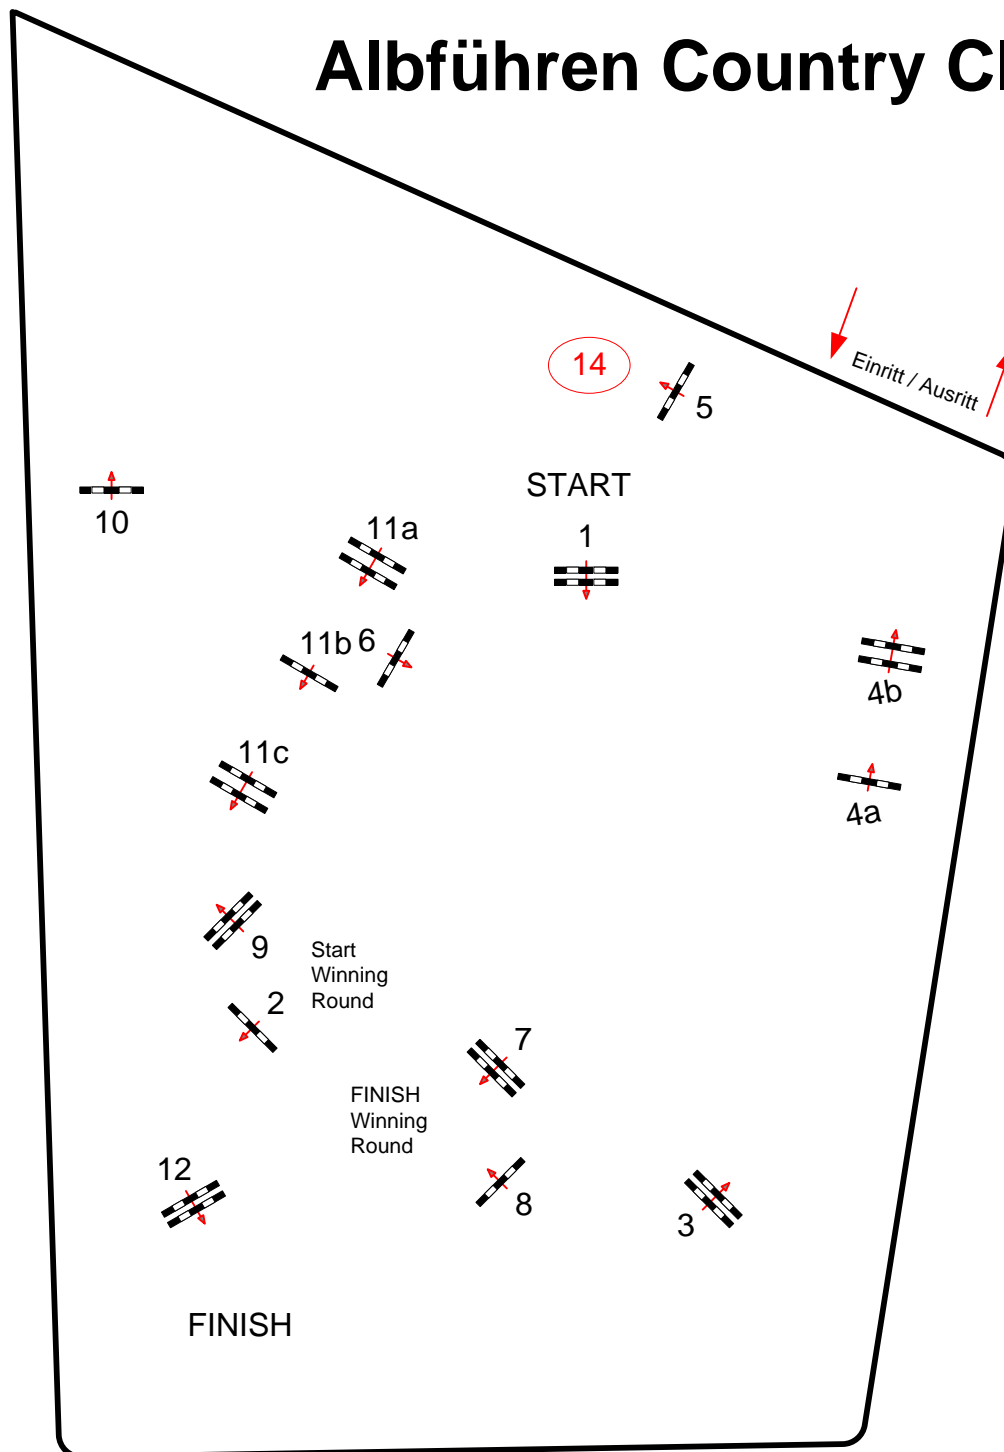 Albführen Country Cl
14
Einritt / Ausritt
5
START
10
11a
1
11b
6
4b
11c
4a
9
Start
Winning
Round
2
7
FINISH
Winning
Round
12
8
3
FINISH